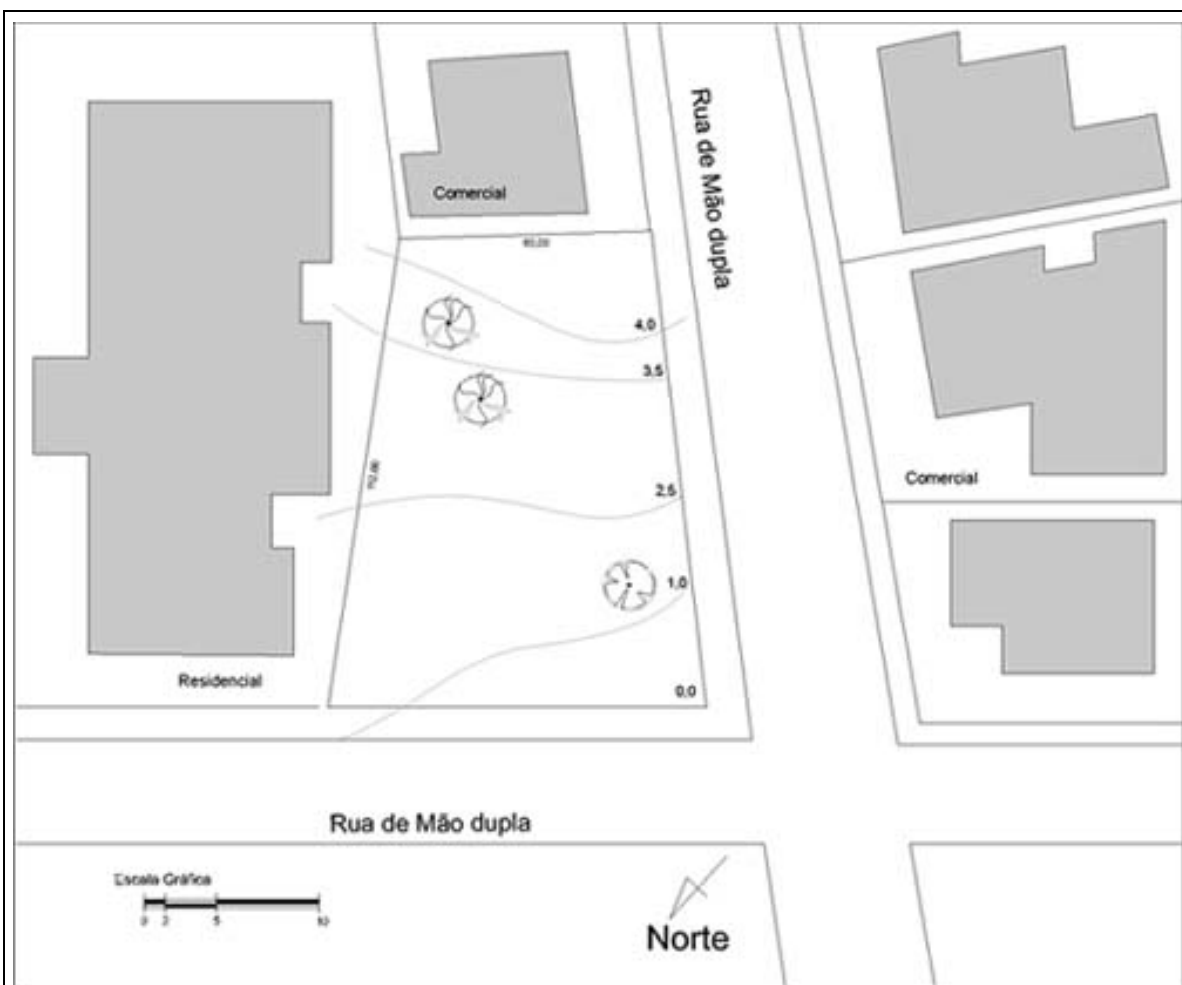 Rua de Mão dupla
Comercial
4,0
3,5
2,5
1,0
0,0
Comercial
Residencial
Rua de Mão dupla
Escala Gráfica
0 2 5 10
Norte